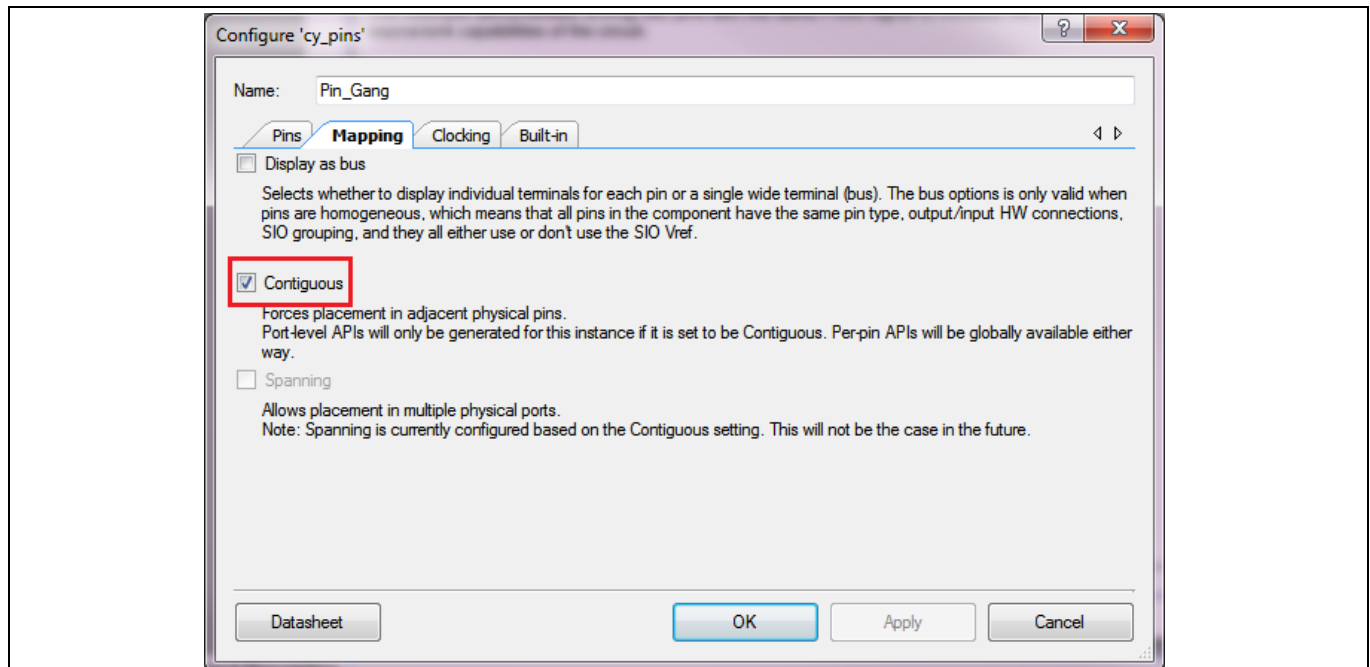 Configure 'cy_pins'
Name: Pin_Gang
Pins Mapping Clocking Built-in
Display as bus
Selects whether to display individual terminals for each pin or a single wide terminal (bus). The bus options is only valid when
pins are homogeneous, which means that all pins in the component have the same pin type, output/input HW connections,
SIO grouping, and they all either use or don't use the SIO Vref.
Contiguous
Forces placement in adjacent physical pins.
Port-level APIs will only be generated for this instance if it is set to be Contiguous. Per-pin APIs will be globally available either
way.
Spanning
Allows placement in multiple physical ports.
Note: Spanning is currently configured based on the Contiguous setting. This will not be the case in the future.
Datasheet OK Apply Cancel